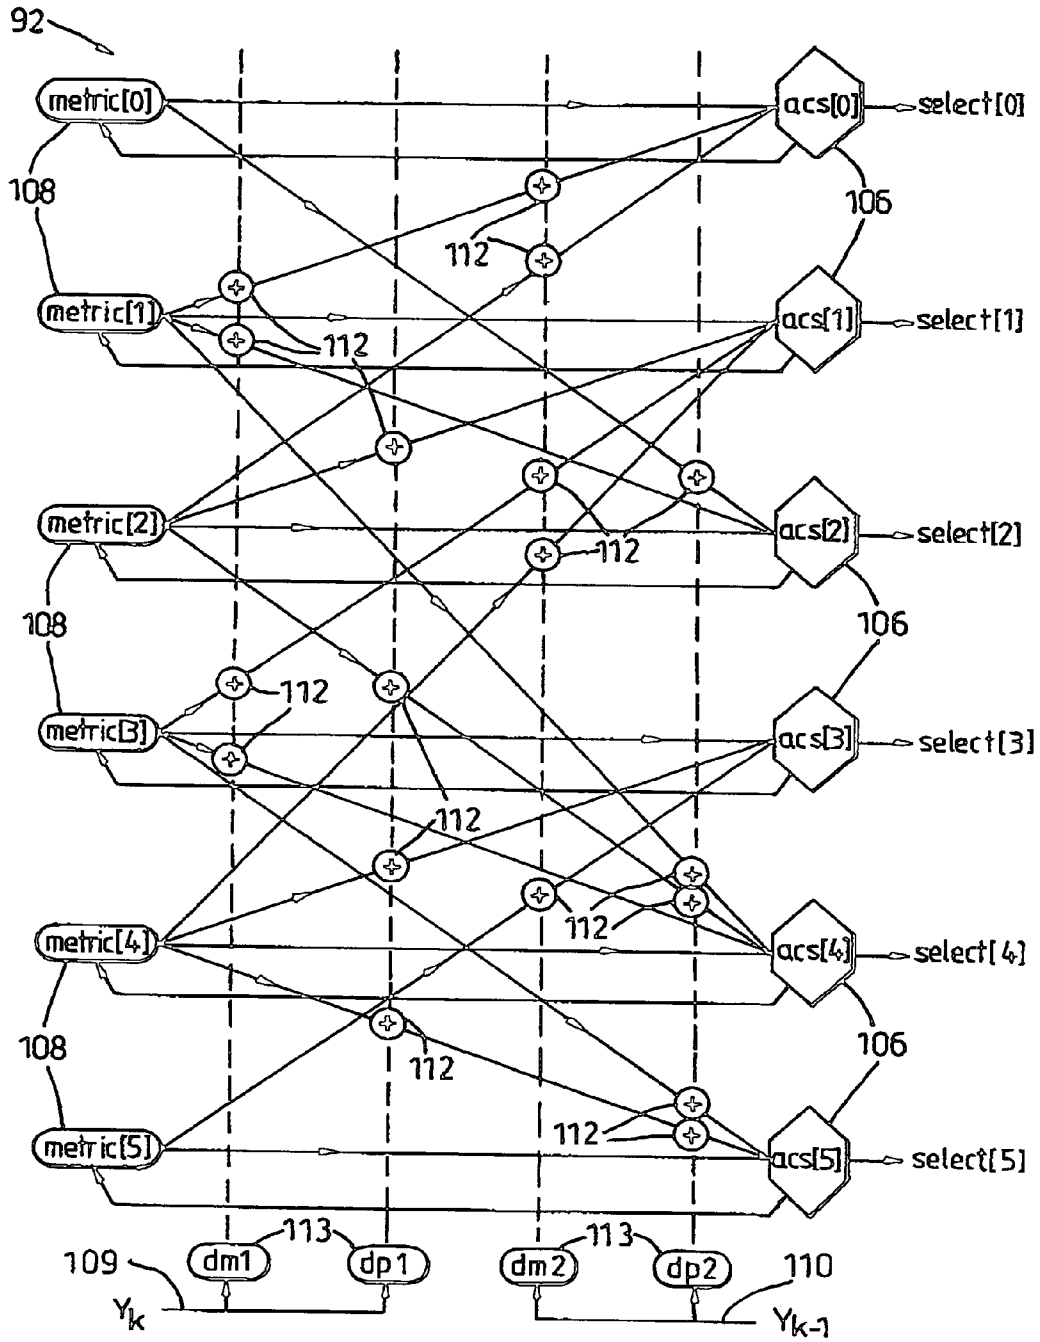 92
metric[0]
acs[0]
select[0]
108
106
112
metric[1]
acs[1]
select[1]
112
metric[2]
acs[2]
select[2]
112
108
106
112
metric[3]
acs[3]
select[3]
112
metric[4]
acs[4]
select[4]
112
108
106
112
112
metric[5]
acs[5]
select[5]
113
113
dm1
dp1
dm2
dp2
109
110
Yk
Yk-1